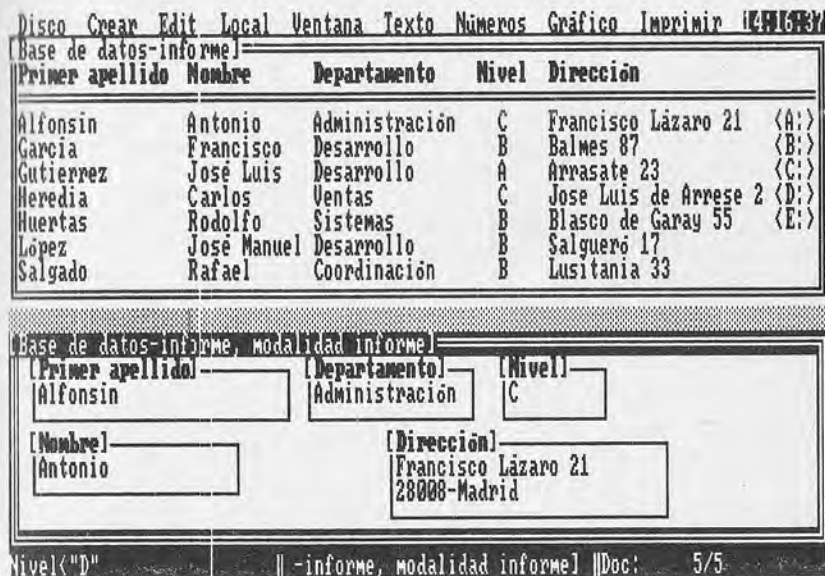 Disco Crear Edit Local Ventana Texto Números Gráfico Imprimir 4:16:37
[Base de datos-informe]
Primer apellido Nombre Departamento Nivel Dirección
Alfonsin Antonio Administración C Francisco Lázaro 21 <A:>
Garcia Francisco Desarrollo B Balmes 87 <B:>
Gutierrez José Luis Desarrollo A Arrasate 23 <C:>
Heredia Carlos Ventas C Jose Luis de Arrese 2 <D:>
Huertas Rodolfo Sistemas B Blasco de Garay 55 <E:>
López José Manuel Desarrollo B Salgueró 17
Salgado Rafael Coordinación B Lusitania 33
[Base de datos-informe, modalidad informe]
[Primer apellido] [Departamento] [Nivel]
Alfonsin Administración C
[Nombre] [Dirección]
Antonio Francisco Lázaro 21
28008-Madrid
Nivel<"D" -informe, modalidad informe] Doc: 5/5